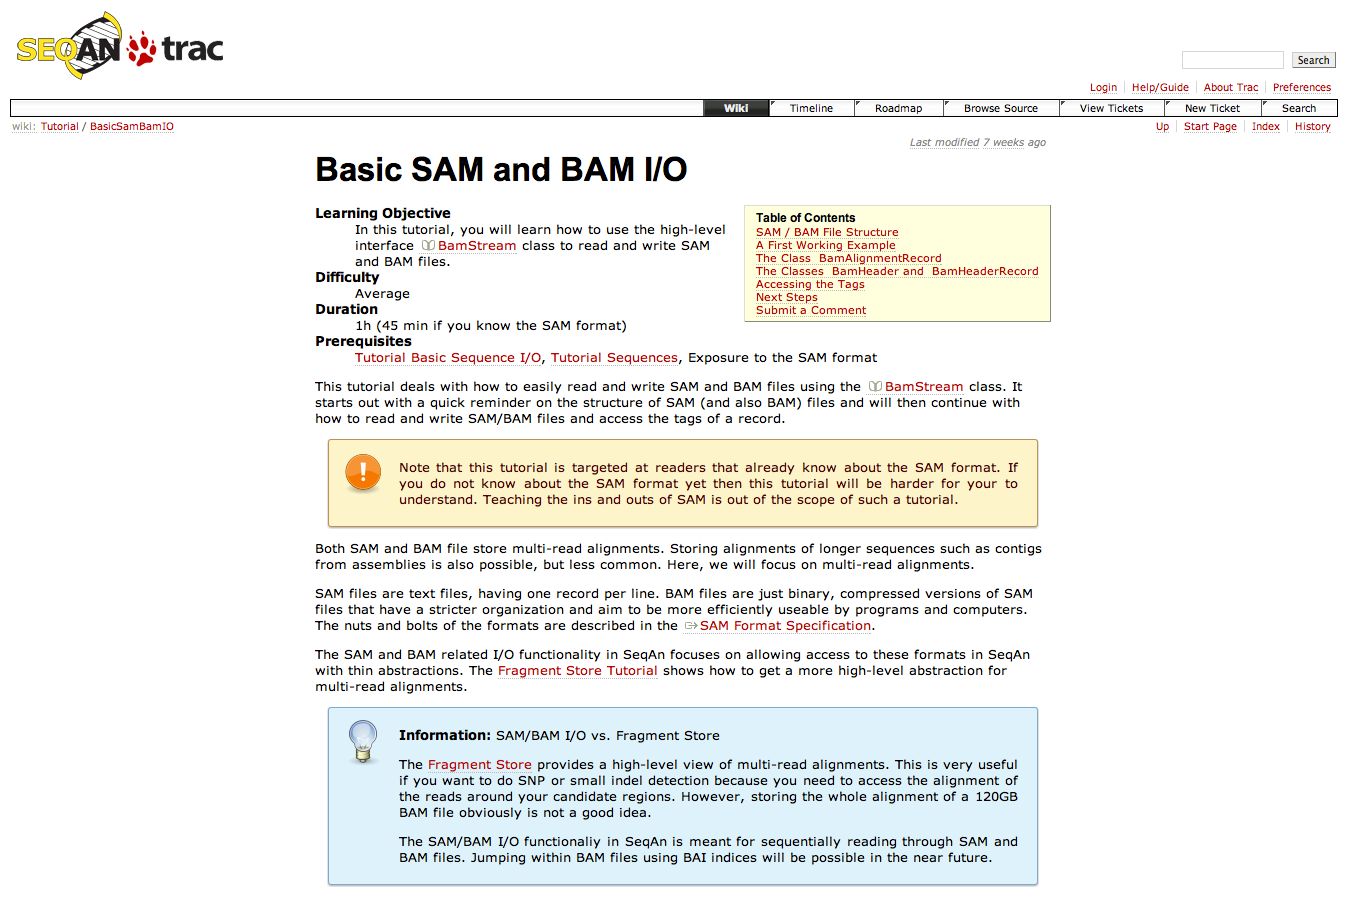 SEQAN trac
Search
Login Help/Guide About Trac Preferences
Wiki Timeline Roadmap Browse Source View Tickets New Ticket Search
wiki: Tutorial / BasicSamBamIO
Up Start Page Index History
Last modified 7 weeks ago
Basic SAM and BAM I/O
Learning Objective
In this tutorial, you will learn how to use the high-level
interface BamStream class to read and write SAM
and BAM files.
Difficulty
Average
Duration
1h (45 min if you know the SAM format)
Prerequisites
Tutorial Basic Sequence I/O, Tutorial Sequences, Exposure to the SAM format
Table of Contents
SAM / BAM File Structure
A First Working Example
The Class BamAlignmentRecord
The Classes BamHeader and BamHeaderRecord
Accessing the Tags
Next Steps
Submit a Comment
This tutorial deals with how to easily read and write SAM and BAM files using the BamStream class. It
starts out with a quick reminder on the structure of SAM (and also BAM) files and will then continue with
how to read and write SAM/BAM files and access the tags of a record.
Note that this tutorial is targeted at readers that already know about the SAM format. If
you do not know about the SAM format yet then this tutorial will be harder for your to
understand. Teaching the ins and outs of SAM is out of the scope of such a tutorial.
Both SAM and BAM file store multi-read alignments. Storing alignments of longer sequences such as contigs
from assemblies is also possible, but less common. Here, we will focus on multi-read alignments.
SAM files are text files, having one record per line. BAM files are just binary, compressed versions of SAM
files that have a stricter organization and aim to be more efficiently useable by programs and computers.
The nuts and bolts of the formats are described in the SAM Format Specification.
The SAM and BAM related I/O functionality in SeqAn focuses on allowing access to these formats in SeqAn
with thin abstractions. The Fragment Store Tutorial shows how to get a more high-level abstraction for
multi-read alignments.
Information: SAM/BAM I/O vs. Fragment Store
The Fragment Store provides a high-level view of multi-read alignments. This is very useful
if you want to do SNP or small indel detection because you need to access the alignment of
the reads around your candidate regions. However, storing the whole alignment of a 120GB
BAM file obviously is not a good idea.
The SAM/BAM I/O functionaliy in SeqAn is meant for sequentially reading through SAM and
BAM files. Jumping within BAM files using BAI indices will be possible in the near future.